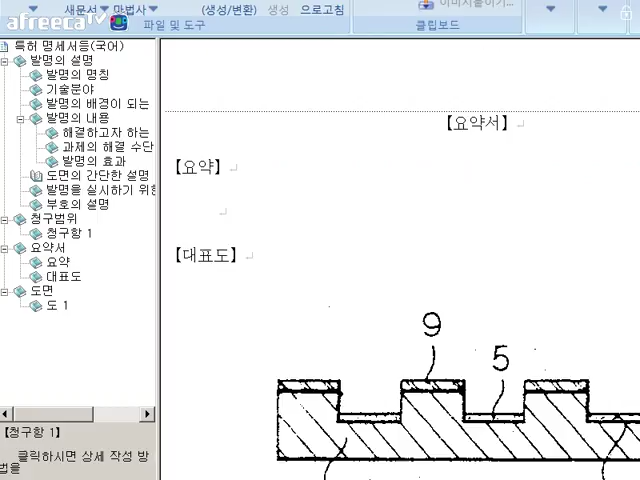 새문서 마법사 (생성/변환) 생성 으로고침 이미지붙이기...
afreecaTV
파일 및 도구 클립보드
특허 명세서등(국어)
발명의 설명
발명의 명칭
기술분야
발명의 배경이 되는
발명의 내용
해결하고자 하는
과제의 해결 수단
발명의 효과
도면의 간단한 설명
발명을 실시하기 위한
부호의 설명
청구범위
청구항 1
요약서
요약
대표도
도면
도 1
【청구항 1】
클릭하시면 상세 작성 방
법을
【요약서】
【요약】
【대표도】
9
5